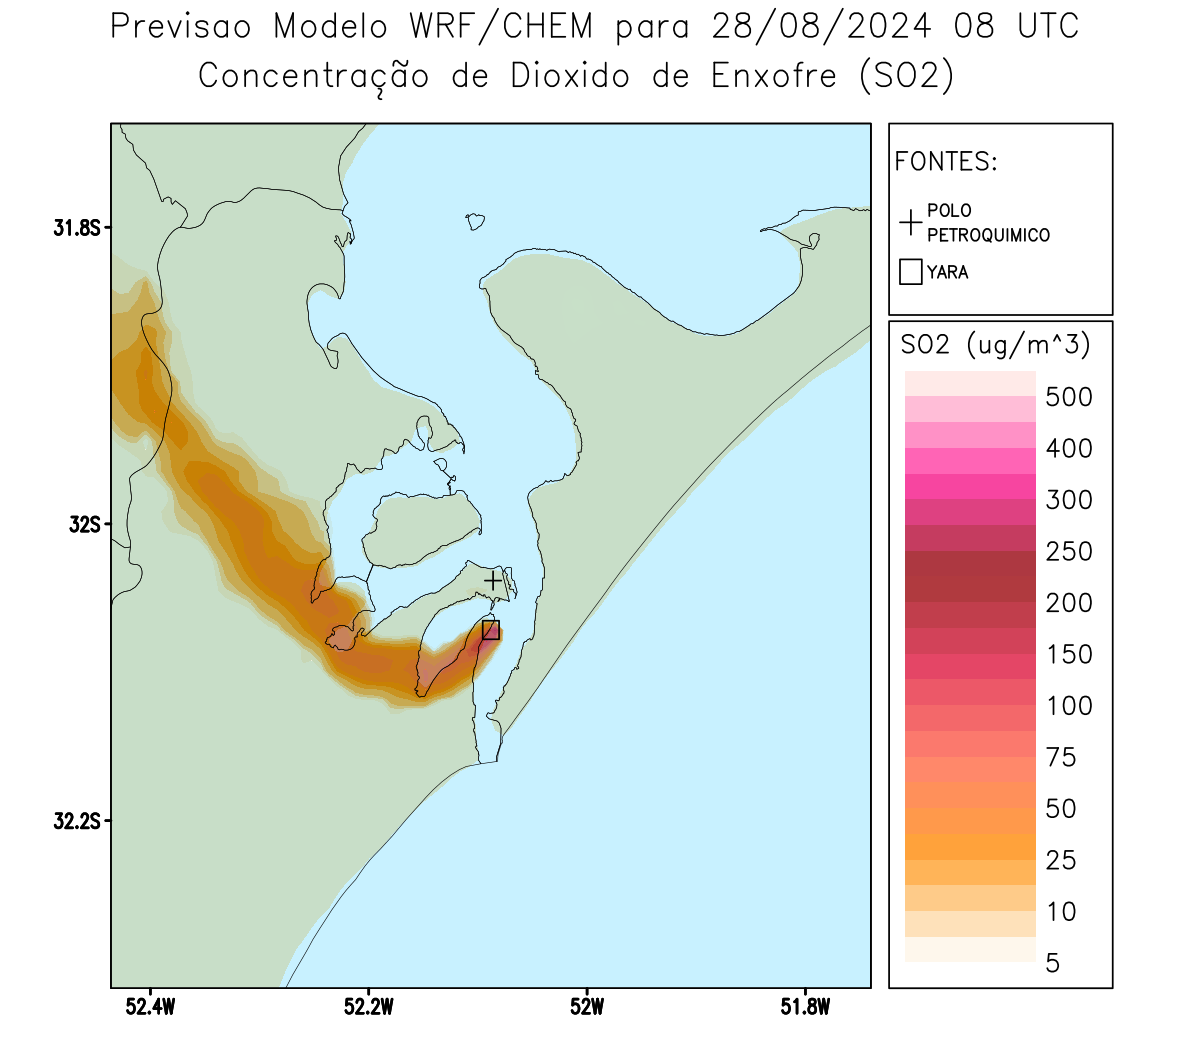 Previsao Modelo WRF/CHEM para 28/08/2024 08 UTC
Concentração de Dioxido de Enxofre (SO2)
FONTES:
POLO
PETROQUIMICO
YARA
SO2 (ug/m^3)
500
400
300
250
200
150
100
75
50
25
10
5
31.8S
32S
32.2S
52.4W
52.2W
52W
51.8W